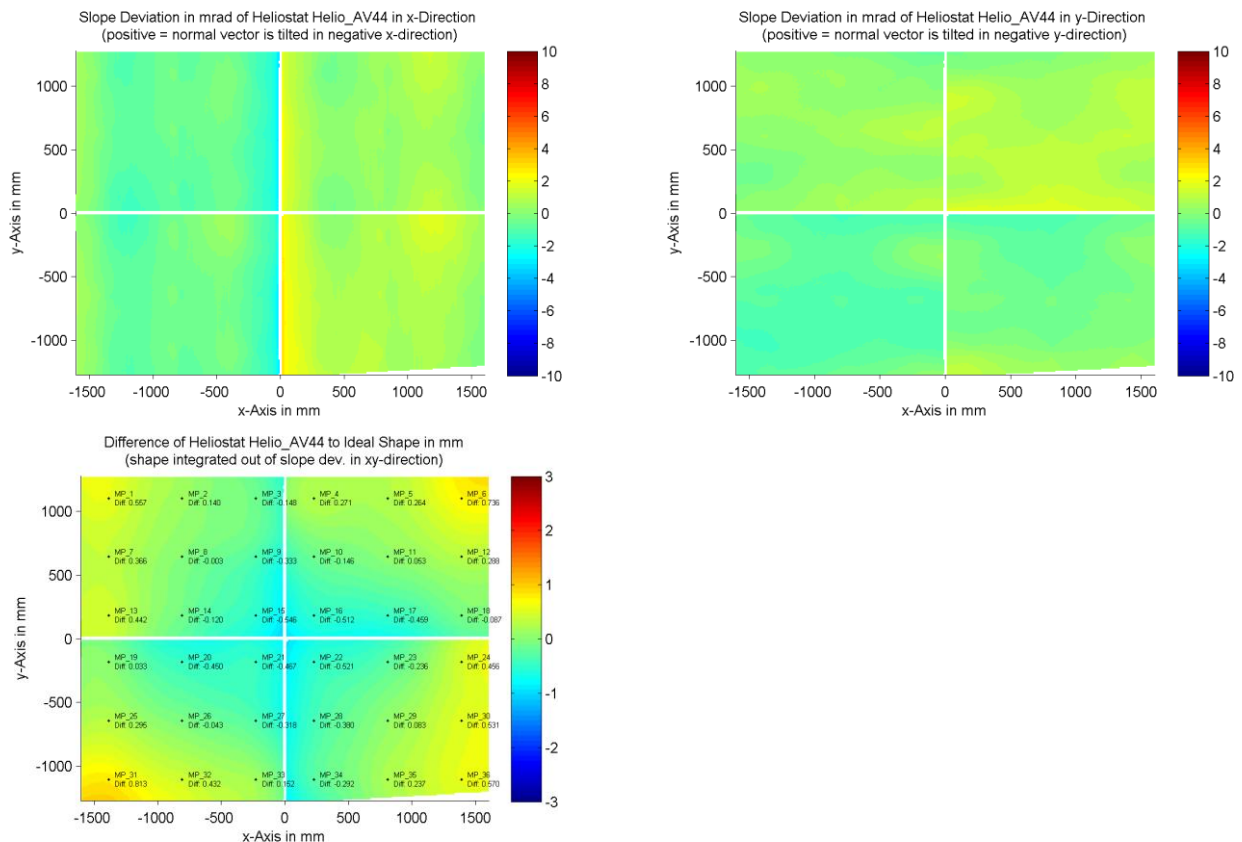 Slope Deviation in mrad of Heliostat Helio_AV44 in x-Direction
(positive = normal vector is tilted in negative x-direction)
y-Axis in mm
1000
500
0
-500
-1000
-1500 -1000 -500 0 500 1000 1500
x-Axis in mm
10
8
6
4
2
0
-2
-4
-6
-8
-10
Slope Deviation in mrad of Heliostat Helio_AV44 in y-Direction
(positive = normal vector is tilted in negative y-direction)
y-Axis in mm
1000
500
0
-500
-1000
-1500 -1000 -500 0 500 1000 1500
x-Axis in mm
10
8
6
4
2
0
-2
-4
-6
-8
-10
Difference of Heliostat Helio_AV44 to Ideal Shape in mm
(shape integrated out of slope dev. in xy-direction)
y-Axis in mm
1000
500
0
-500
-1000
MP_1 MP_2 MP_3 MP_4 MP_5 MP_6
Diff: 0.557 Diff: 0.140 Diff: -0.148 Diff: 0.271 Diff: 0.264 Diff: 0.736
MP_7 MP_8 MP_9 MP_10 MP_11 MP_12
Diff: 0.366 Diff: -0.003 Diff: -0.333 Diff: -0.146 Diff: 0.053 Diff: 0.288
MP_13 MP_14 MP_15 MP_16 MP_17 MP_18
Diff: 0.442 Diff: -0.120 Diff: -0.546 Diff: -0.512 Diff: -0.459 Diff: -0.087
MP_19 MP_20 MP_21 MP_22 MP_23 MP_24
Diff: 0.033 Diff: -0.450 Diff: -0.467 Diff: -0.521 Diff: -0.236 Diff: 0.456
MP_25 MP_26 MP_27 MP_28 MP_29 MP_30
Diff: 0.295 Diff: -0.043 Diff: -0.318 Diff: -0.380 Diff: 0.083 Diff: 0.531
MP_31 MP_32 MP_33 MP_34 MP_35 MP_36
Diff: 0.813 Diff: 0.432 Diff: 0.152 Diff: -0.292 Diff: 0.237 Diff: 0.570
-1500 -1000 -500 0 500 1000 1500
x-Axis in mm
3
2
1
0
-1
-2
-3